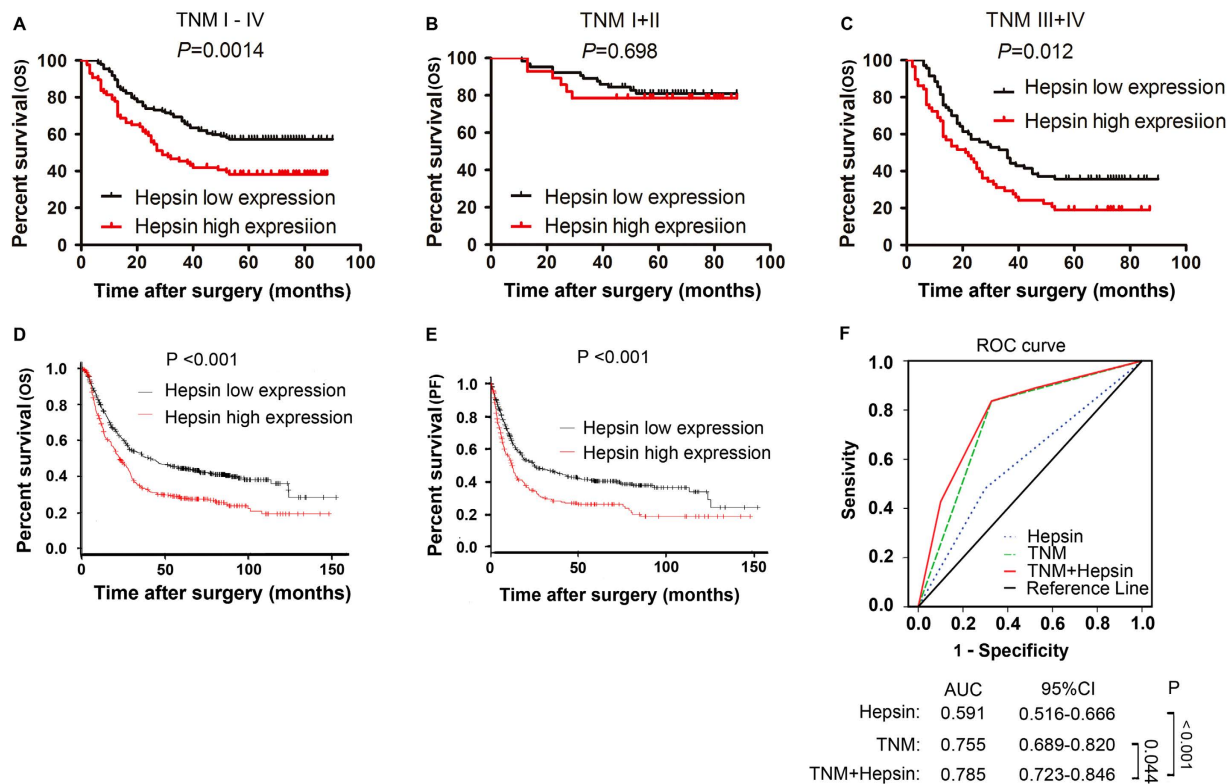 A
TNM I - IV
P=0.0014
100
80
60
40
20
0
Percent survival(OS)
Hepsin low expression
Hepsin high expresiion
0 20 40 60 80 100
Time after surgery (months)
B
TNM I+II
P=0.698
100
80
60
40
20
0
Percent survival(OS)
Hepsin low expression
Hepsin high expresiion
0 20 40 60 80 100
Time after surgery (months)
C
TNM III+IV
P=0.012
100
80
60
40
20
0
Percent survival(OS)
Hepsin low expression
Hepsin high expresiion
0 20 40 60 80 100
Time after surgery (months)
D
P <0.001
1.0
0.8
0.6
0.4
0.2
0.0
Percent survival(OS)
Hepsin low expression
Hepsin high expression
0 50 100 150
Time after surgery (months)
E
P <0.001
1.0
0.8
0.6
0.4
0.2
0.0
Percent survival(PF)
Hepsin low expression
Hepsin high expression
0 50 100 150
Time after surgery (months)
F
ROC curve
1.0
0.8
0.6
0.4
0.2
0.0
Sensivity
Hepsin
TNM
TNM+Hepsin
Reference Line
0.0 0.2 0.4 0.6 0.8 1.0
1 - Specificity
AUC 95%CI P
Hepsin: 0.591 0.516-0.666
TNM: 0.755 0.689-0.820
TNM+Hepsin: 0.785 0.723-0.846
0.044
<0.001